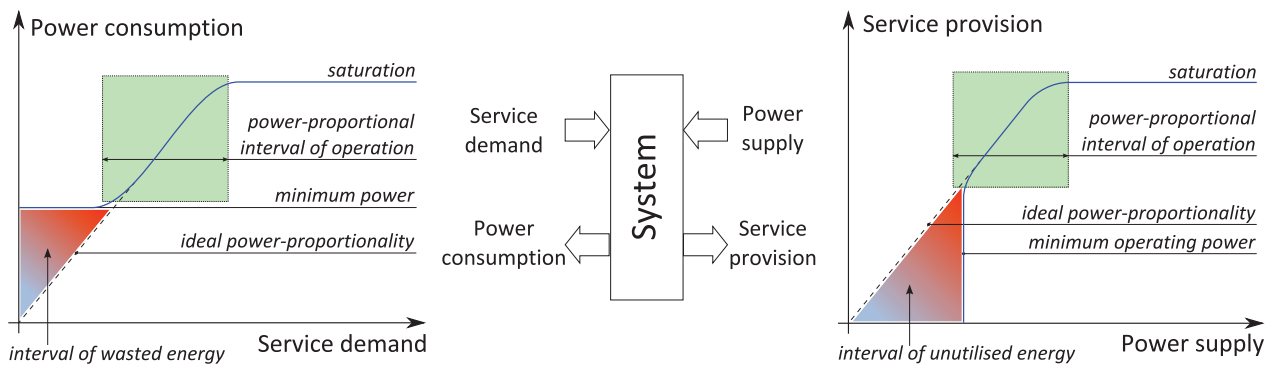 Power consumption
saturation
power-proportional
interval of operation
minimum power
ideal power-proportionality
interval of wasted energy
Service demand
Service
demand
Power
supply
System
Power
consumption
Service
provision
Service provision
saturation
power-proportional
interval of operation
ideal power-proportionality
minimum operating power
interval of unutilised energy
Power supply